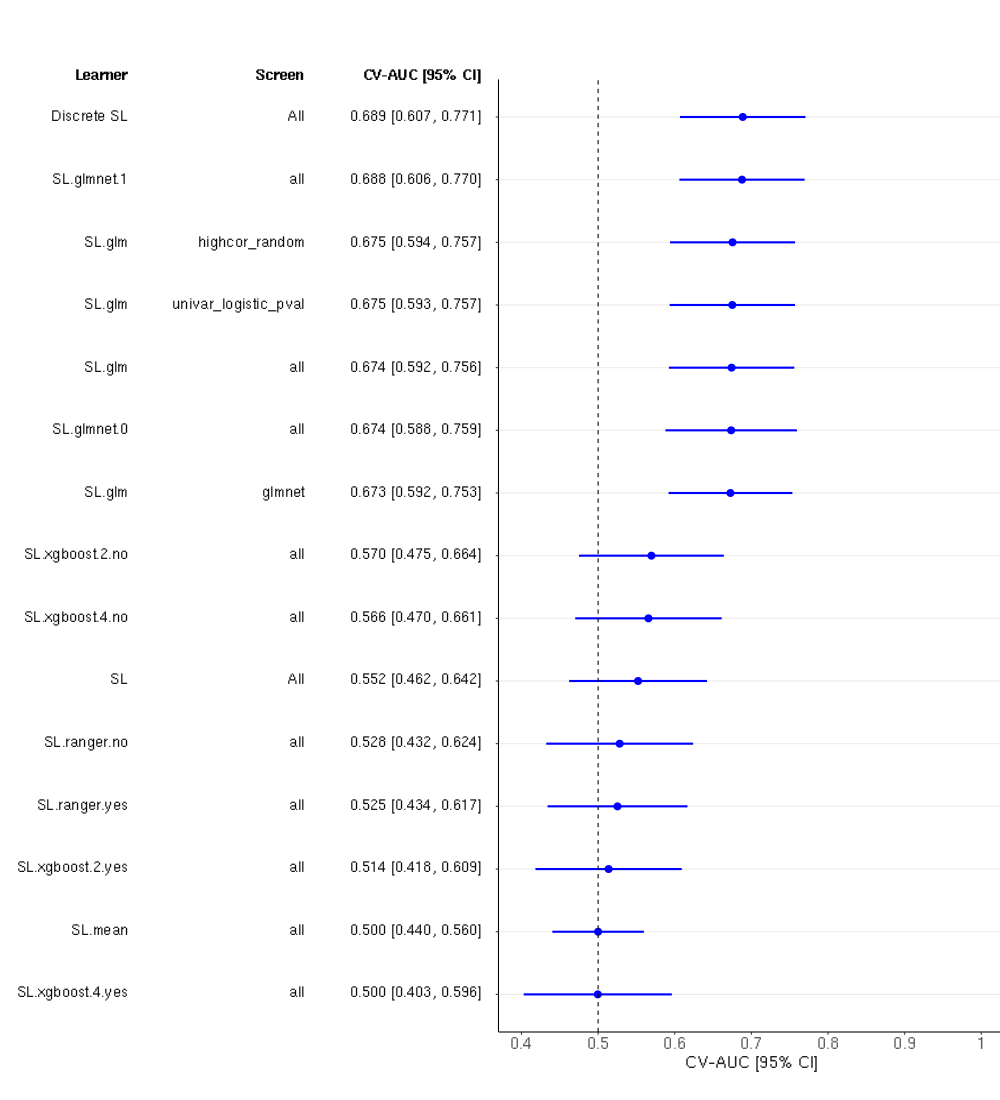 Learner Screen CV-AUC [95% CI]
Discrete SL All 0.689 [0.607, 0.771]
SL.glmnet.1 all 0.688 [0.606, 0.770]
SL.glm highcor_random 0.675 [0.594, 0.757]
SL.glm univar_logistic_pval 0.675 [0.593, 0.757]
SL.glm all 0.674 [0.592, 0.756]
SL.glmnet.0 all 0.674 [0.588, 0.759]
SL.glm glmnet 0.673 [0.592, 0.753]
SL.xgboost.2.no all 0.570 [0.475, 0.664]
SL.xgboost.4.no all 0.566 [0.470, 0.661]
SL All 0.552 [0.462, 0.642]
SL.ranger.no all 0.528 [0.432, 0.624]
SL.ranger.yes all 0.525 [0.434, 0.617]
SL.xgboost.2.yes all 0.514 [0.418, 0.609]
SL.mean all 0.500 [0.440, 0.560]
SL.xgboost.4.yes all 0.500 [0.403, 0.596]
0.4 0.5 0.6 0.7 0.8 0.9 1
CV-AUC [95% CI]